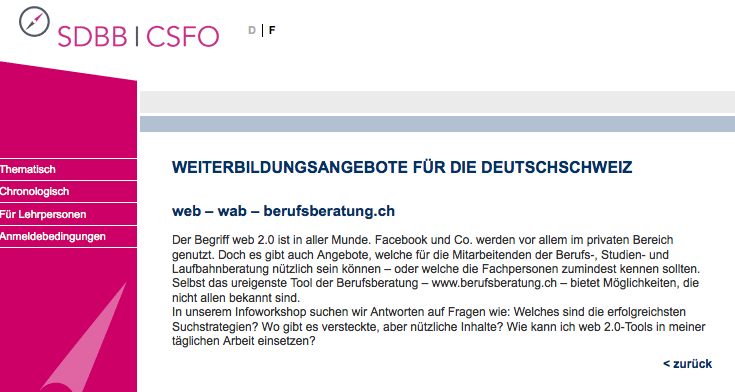 SDBB | CSFO
D | F
Thematisch
Chronologisch
Für Lehrpersonen
Anmeldebedingungen
WEITERBILDUNGSANGEBOTE FÜR DIE DEUTSCHSCHWEIZ
web – wab – berufsberatung.ch
Der Begriff web 2.0 ist in aller Munde. Facebook und Co. werden vor allem im privaten Bereich
genutzt. Doch es gibt auch Angebote, welche für die Mitarbeitenden der Berufs-, Studien- und
Laufbahnberatung nützlich sein können – oder welche die Fachpersonen zumindest kennen sollten.
Selbst das ureigenste Tool der Berufsberatung – www.berufsberatung.ch – bietet Möglichkeiten, die
nicht allen bekannt sind.
In unserem Infoworkshop suchen wir Antworten auf Fragen wie: Welches sind die erfolgreichsten
Suchstrategien? Wo gibt es versteckte, aber nützliche Inhalte? Wie kann ich web 2.0-Tools in meiner
täglichen Arbeit einsetzen?
< zurück